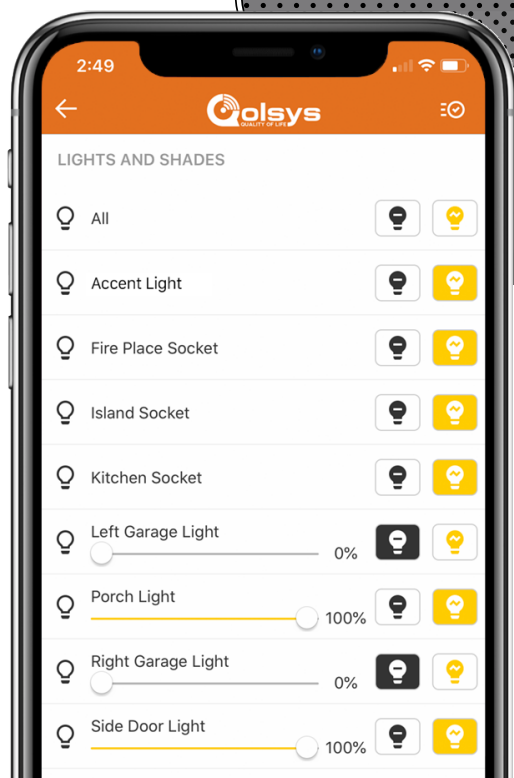 2:49
Qolsys
QUALITY OF LIFE
LIGHTS AND SHADES
All
Accent Light
Fire Place Socket
Island Socket
Kitchen Socket
Left Garage Light
0%
Porch Light
100%
Right Garage Light
0%
Side Door Light
100%